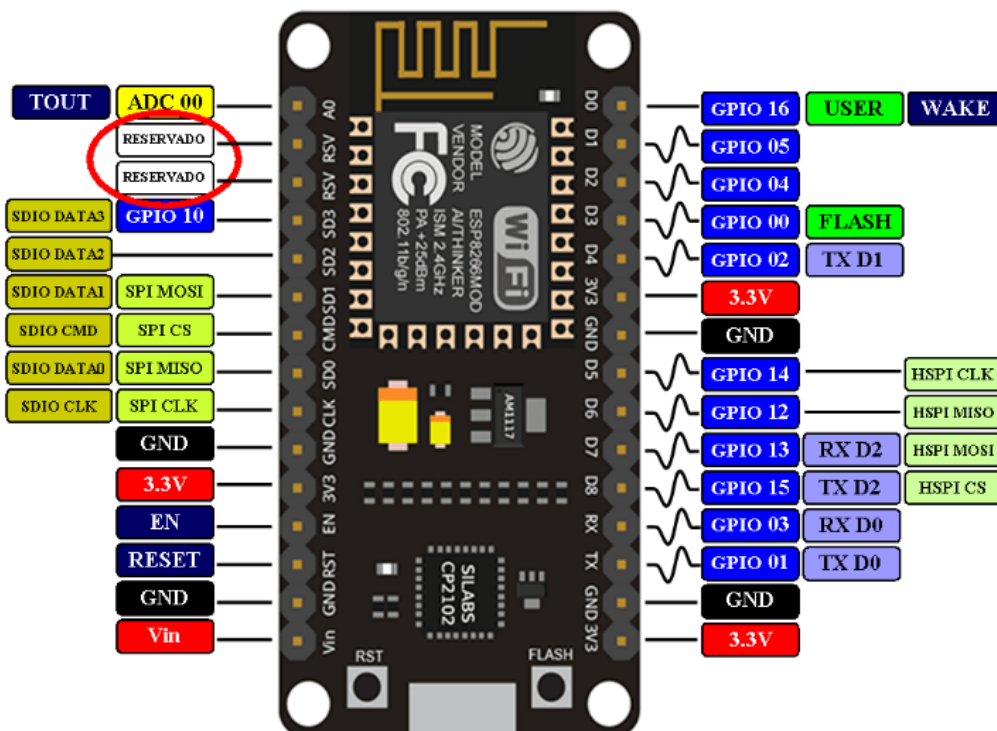 TOUT ADC 00 A0 D0 GPIO 16 USER WAKE
RESERVADO RSV D1 GPIO 05
RESERVADO RSV D2 GPIO 04
SDIO DATA3 GPIO 10 SD3 D3 GPIO 00 FLASH
SDIO DATA2 SD2 D4 GPIO 02 TX D1
SDIO DATA1 SPI MOSI SD1 3V3 3.3V
SDIO CMD SPI CS CMD GND GND
SDIO DATA0 SPI MISO SD0 D5 GPIO 14 HSPI CLK
SDIO CLK SPI CLK CLK D6 GPIO 12 HSPI MISO
GND GND D7 GPIO 13 RX D2 HSPI MOSI
3.3V 3V3 D8 GPIO 15 TX D2 HSPI CS
EN EN RX GPIO 03 RX D0
RESET RST TX GPIO 01 TX D0
GND GND GND GND
Vin Vin 3V3 3.3V
MODEL
VENDOR
ESP8266MOD
AI/THINKER
ISM 2.4GHz
PA +25dBm
802.11b/g/n
FC
Wi Fi
AM1117
SILABS
CP2102
RST
FLASH